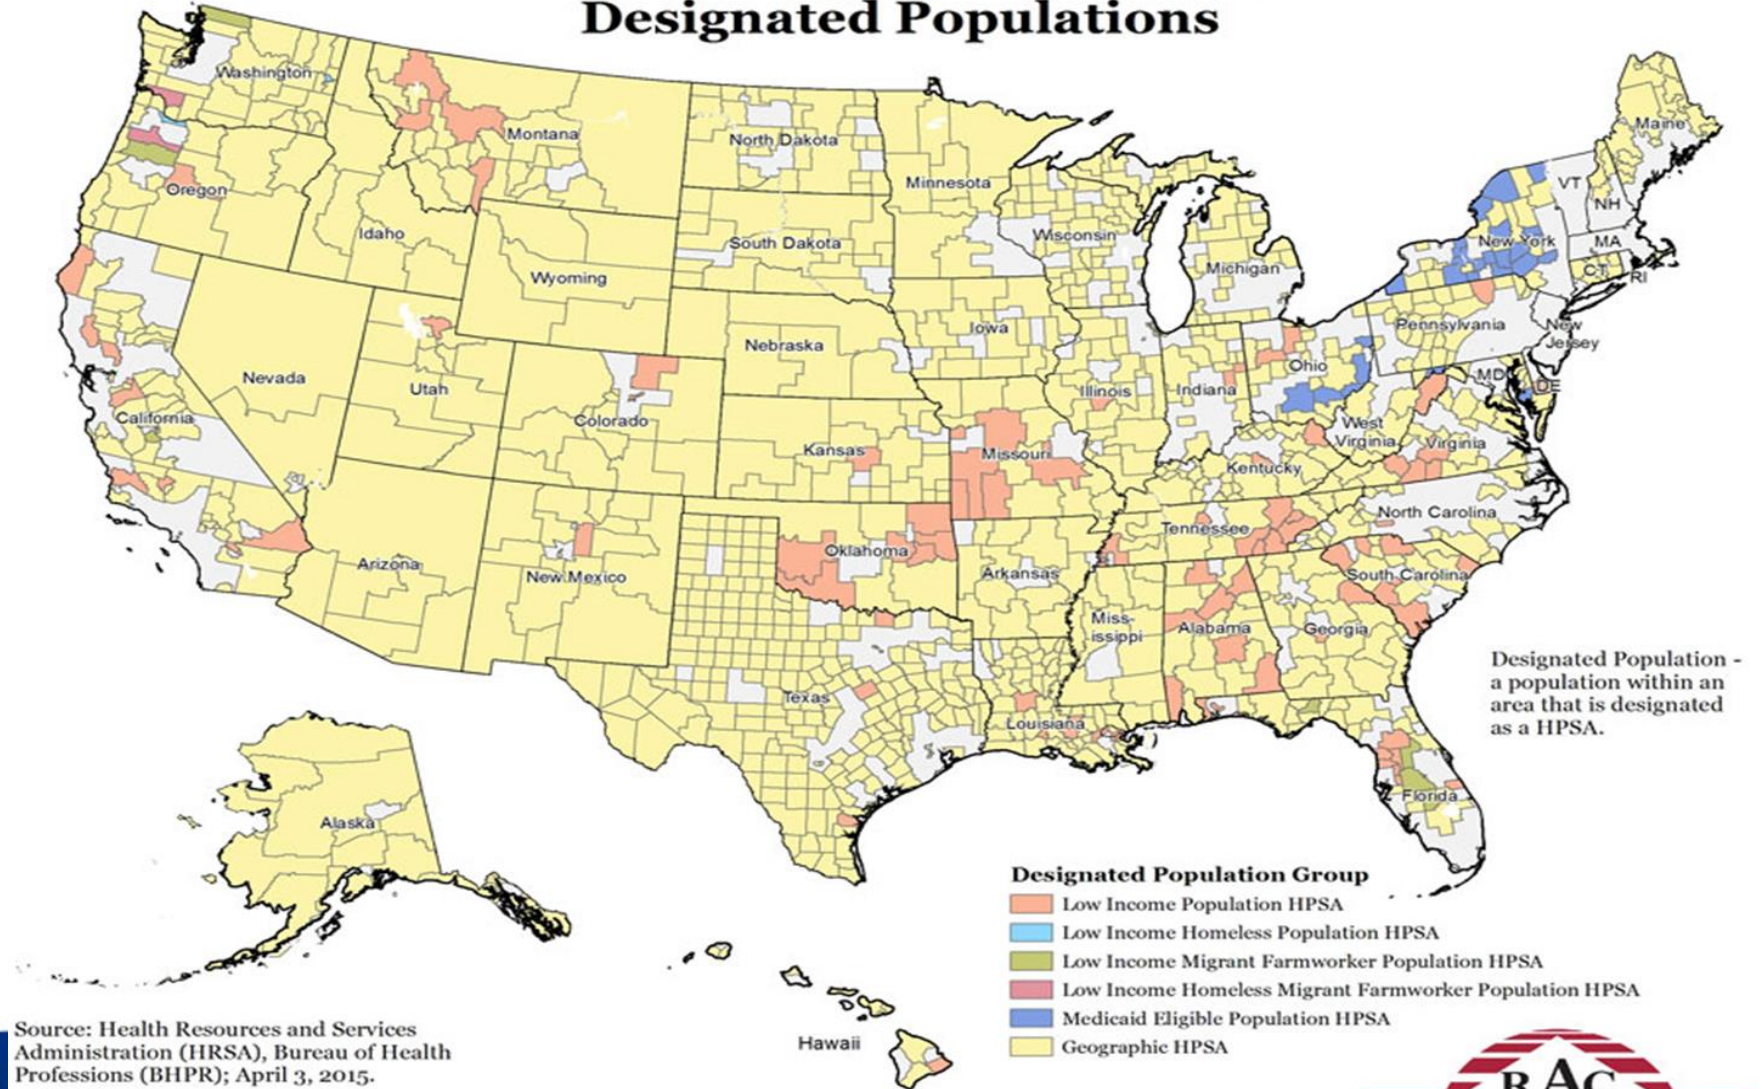 Designated Populations
Washington
Montana
North Dakota
Minnesota
Maine
Oregon
Idaho
South Dakota
Wisconsin
Michigan
New York
VT
NH
MA
CT
RI
Wyoming
Iowa
Nebraska
Pennsylvania
New
Jersey
Nevada
Utah
Colorado
Illinois
Indiana
Ohio
MD
DE
California
Kansas
Missouri
West
Virginia
Virginia
Kentucky
North Carolina
Tennessee
Arizona
New Mexico
Oklahoma
Arkansas
South Carolina
Miss-
issippi
Alabama
Georgia
Texas
Louisiana
Florida
Designated Population -
a population within an
area that is designated
as a HPSA.
Alaska
Hawaii
Designated Population Group
Low Income Population HPSA
Low Income Homeless Population HPSA
Low Income Migrant Farmworker Population HPSA
Low Income Homeless Migrant Farmworker Population HPSA
Medicaid Eligible Population HPSA
Geographic HPSA
Source: Health Resources and Services
Administration (HRSA), Bureau of Health
Professions (BHPR); April 3, 2015.
RAC